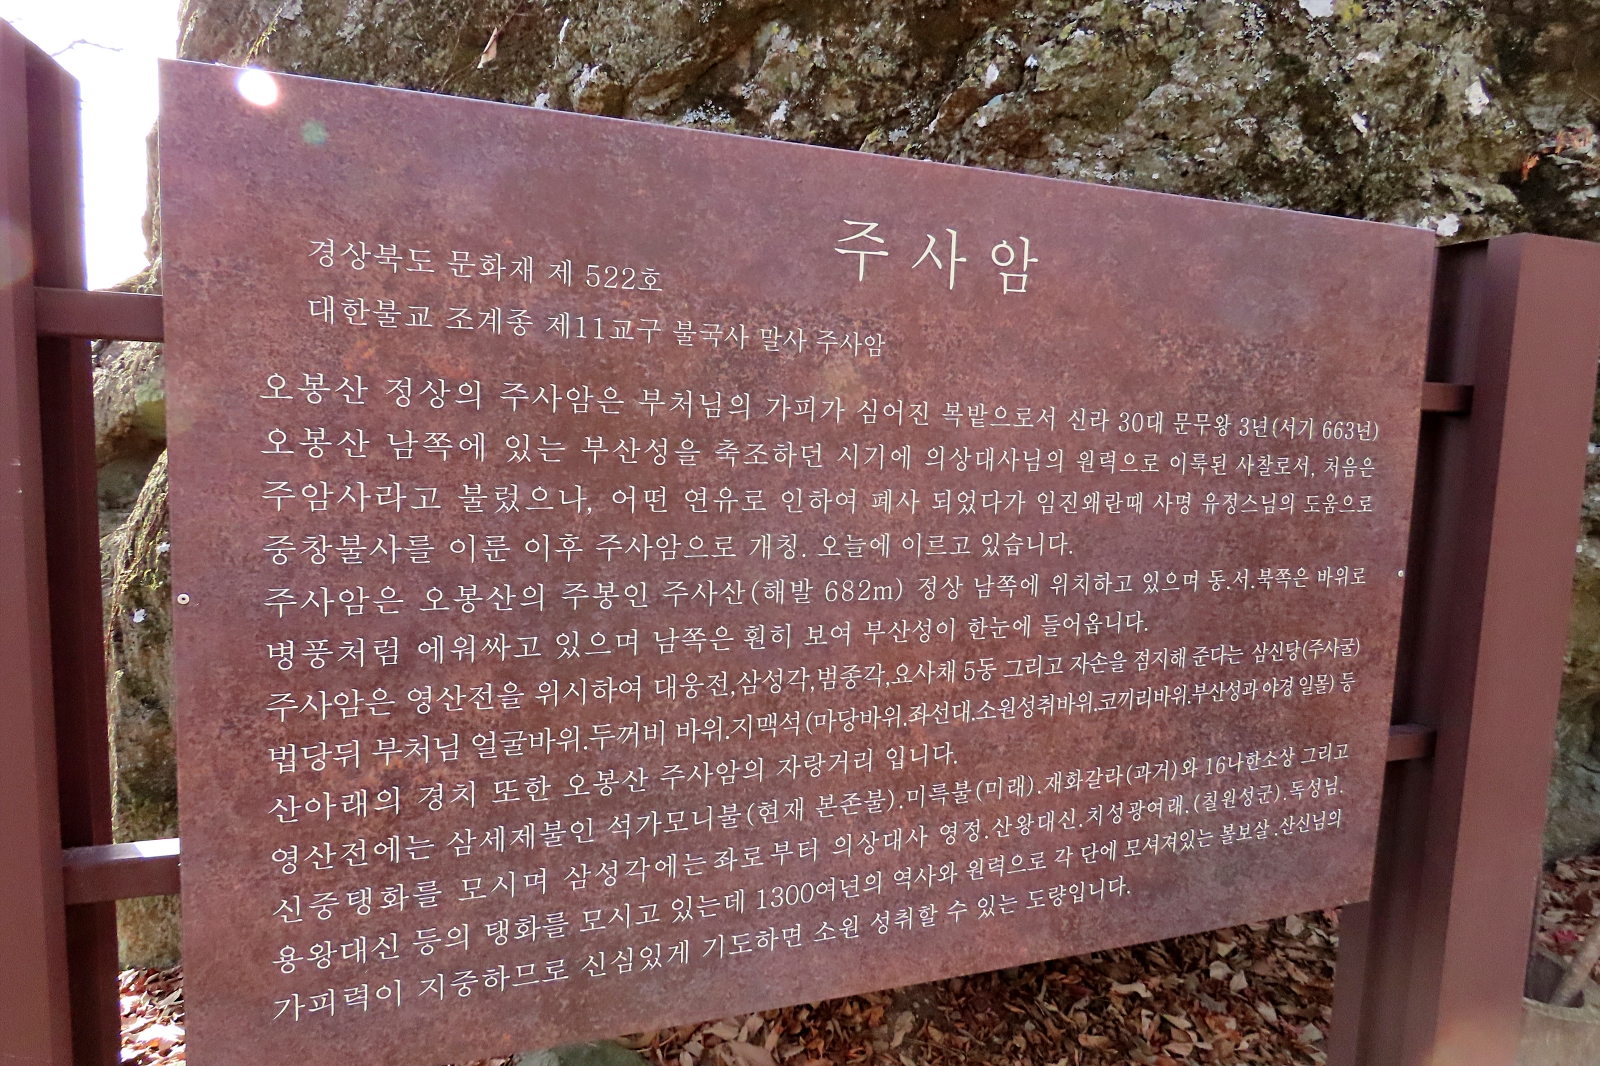 주사암
경상북도 문화재 제 522호
대한불교 조계종 제11교구 불국사 말사 주사암
오봉산 정상의 주사암은 부처님의 가피가 심어진 복밭으로서 신라 30대 문무왕 3년(서기 663년)
오봉산 남쪽에 있는 부산성을 축조하던 시기에 의상대사님의 원력으로 이룩된 사찰로서, 처음은
주암사라고 불렀으나, 어떤 연유로 인하여 폐사 되었다가 임진왜란때 사명 유정스님의 도움으로
중창불사를 이룬 이후 주사암으로 개칭. 오늘에 이르고 있습니다.
주사암은 오봉산의 주봉인 주사산(해발 682m) 정상 남쪽에 위치하고 있으며 동.서.북쪽은 바위로
병풍처럼 에워싸고 있으며 남쪽은 훤히 보여 부산성이 한눈에 들어옵니다.
주사암은 영산전을 위시하여 대웅전,삼성각,범종각,요사채 5동 그리고 자손을 점지해 준다는 삼신당(주사굴)
법당뒤 부처님 얼굴바위.두꺼비 바위.지맥석(마당바위.좌선대.소원성취바위.코끼리바위.부산성과 야경 일몰) 등
산아래의 경치 또한 오봉산 주사암의 자랑거리 입니다.
영산전에는 삼세제불인 석가모니불(현재 본존불).미륵불(미래).재화갈라(과거)와 16나한소상 그리고
신중탱화를 모시며 삼성각에는 좌로부터 의상대사 영정.산왕대신.치성광여래.(칠원성군).독성님.
용왕대신 등의 탱화를 모시고 있는데 1300여년의 역사와 원력으로 각 단에 모셔져있는 불보살.산신님의
가피력이 지중하므로 신심있게 기도하면 소원 성취할 수 있는 도량입니다.